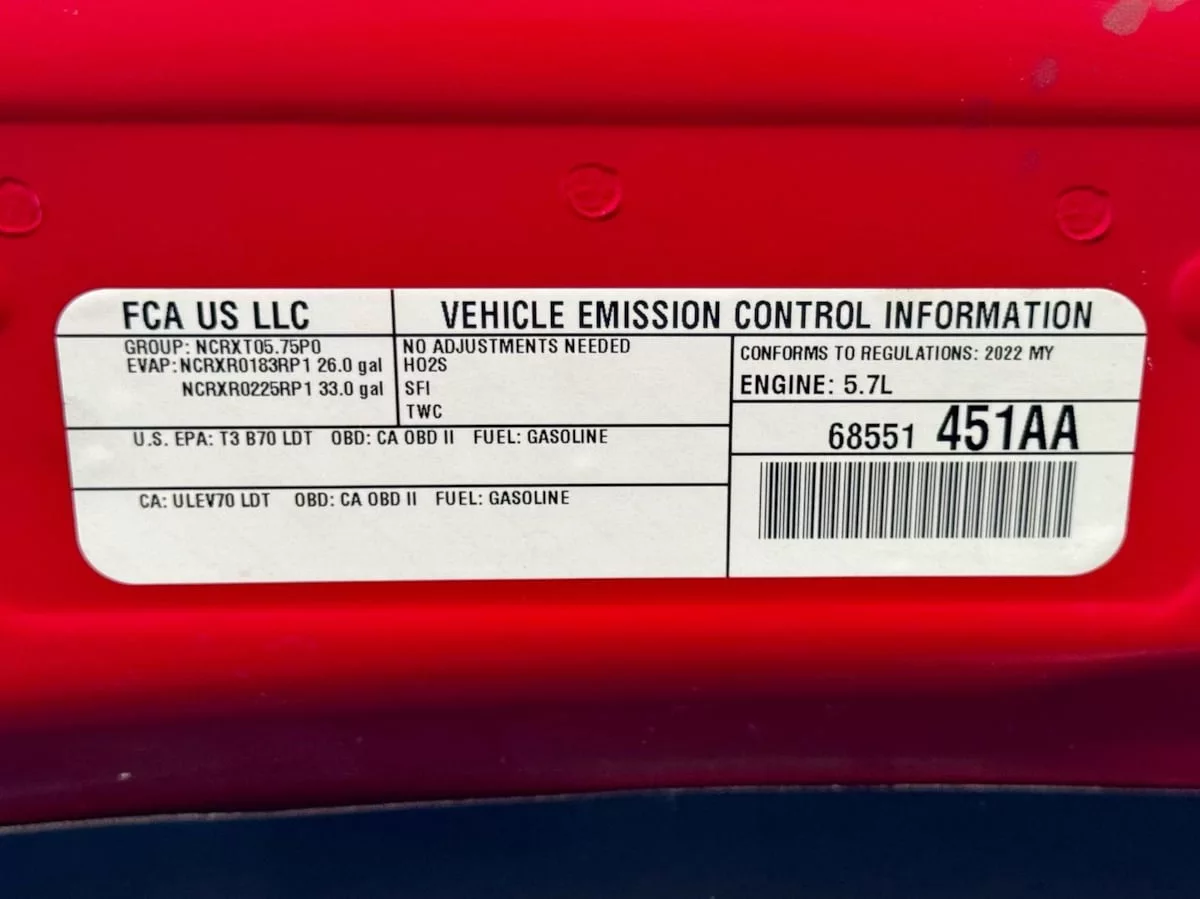 FCA US LLC
VEHICLE EMISSION CONTROL INFORMATION
GROUP: NCRXT05.75P0
EVAP: NCRXR0183RP1 26.0 gal
NCRXR0225RP1 33.0 gal
NO ADJUSTMENTS NEEDED
HO2S
SFI
TWC
CONFORMS TO REGULATIONS: 2022 MY
ENGINE: 5.7L
68551 451AA
U.S. EPA: T3 B70 LDT OBD: CA OBD II FUEL: GASOLINE
CA: ULEV70 LDT OBD: CA OBD II FUEL: GASOLINE